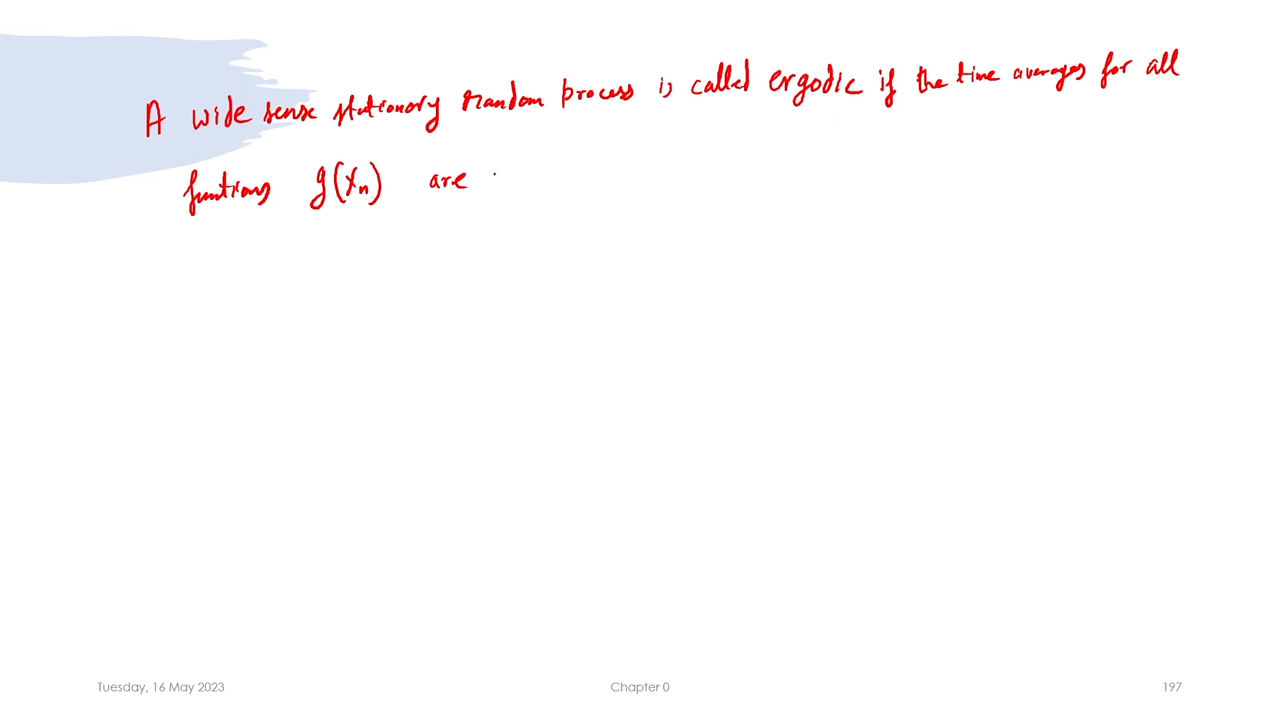 A wide sense stationary random process is called ergodic if the time averages for all
functions g(Xn) are
Tuesday, 16 May 2023
Chapter 0
197